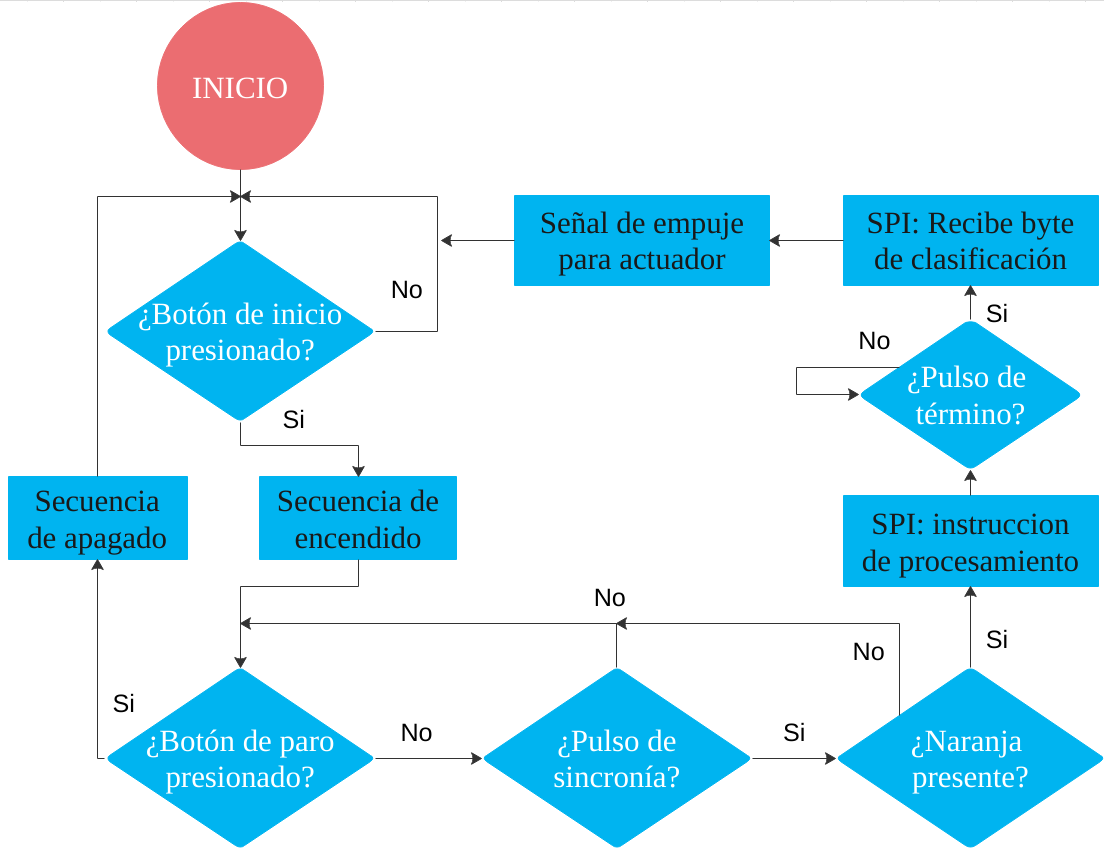 INICIO
Señal de empuje
para actuador
SPI: Recibe byte
de clasificación
No
¿Botón de inicio
presionado?
Si
No
¿Pulso de
término?
Si
Secuencia
de apagado
Secuencia de
encendido
SPI: instruccion
de procesamiento
No
No
Si
Si
¿Botón de paro
presionado?
No
¿Pulso de
sincronía?
Si
¿Naranja
presente?